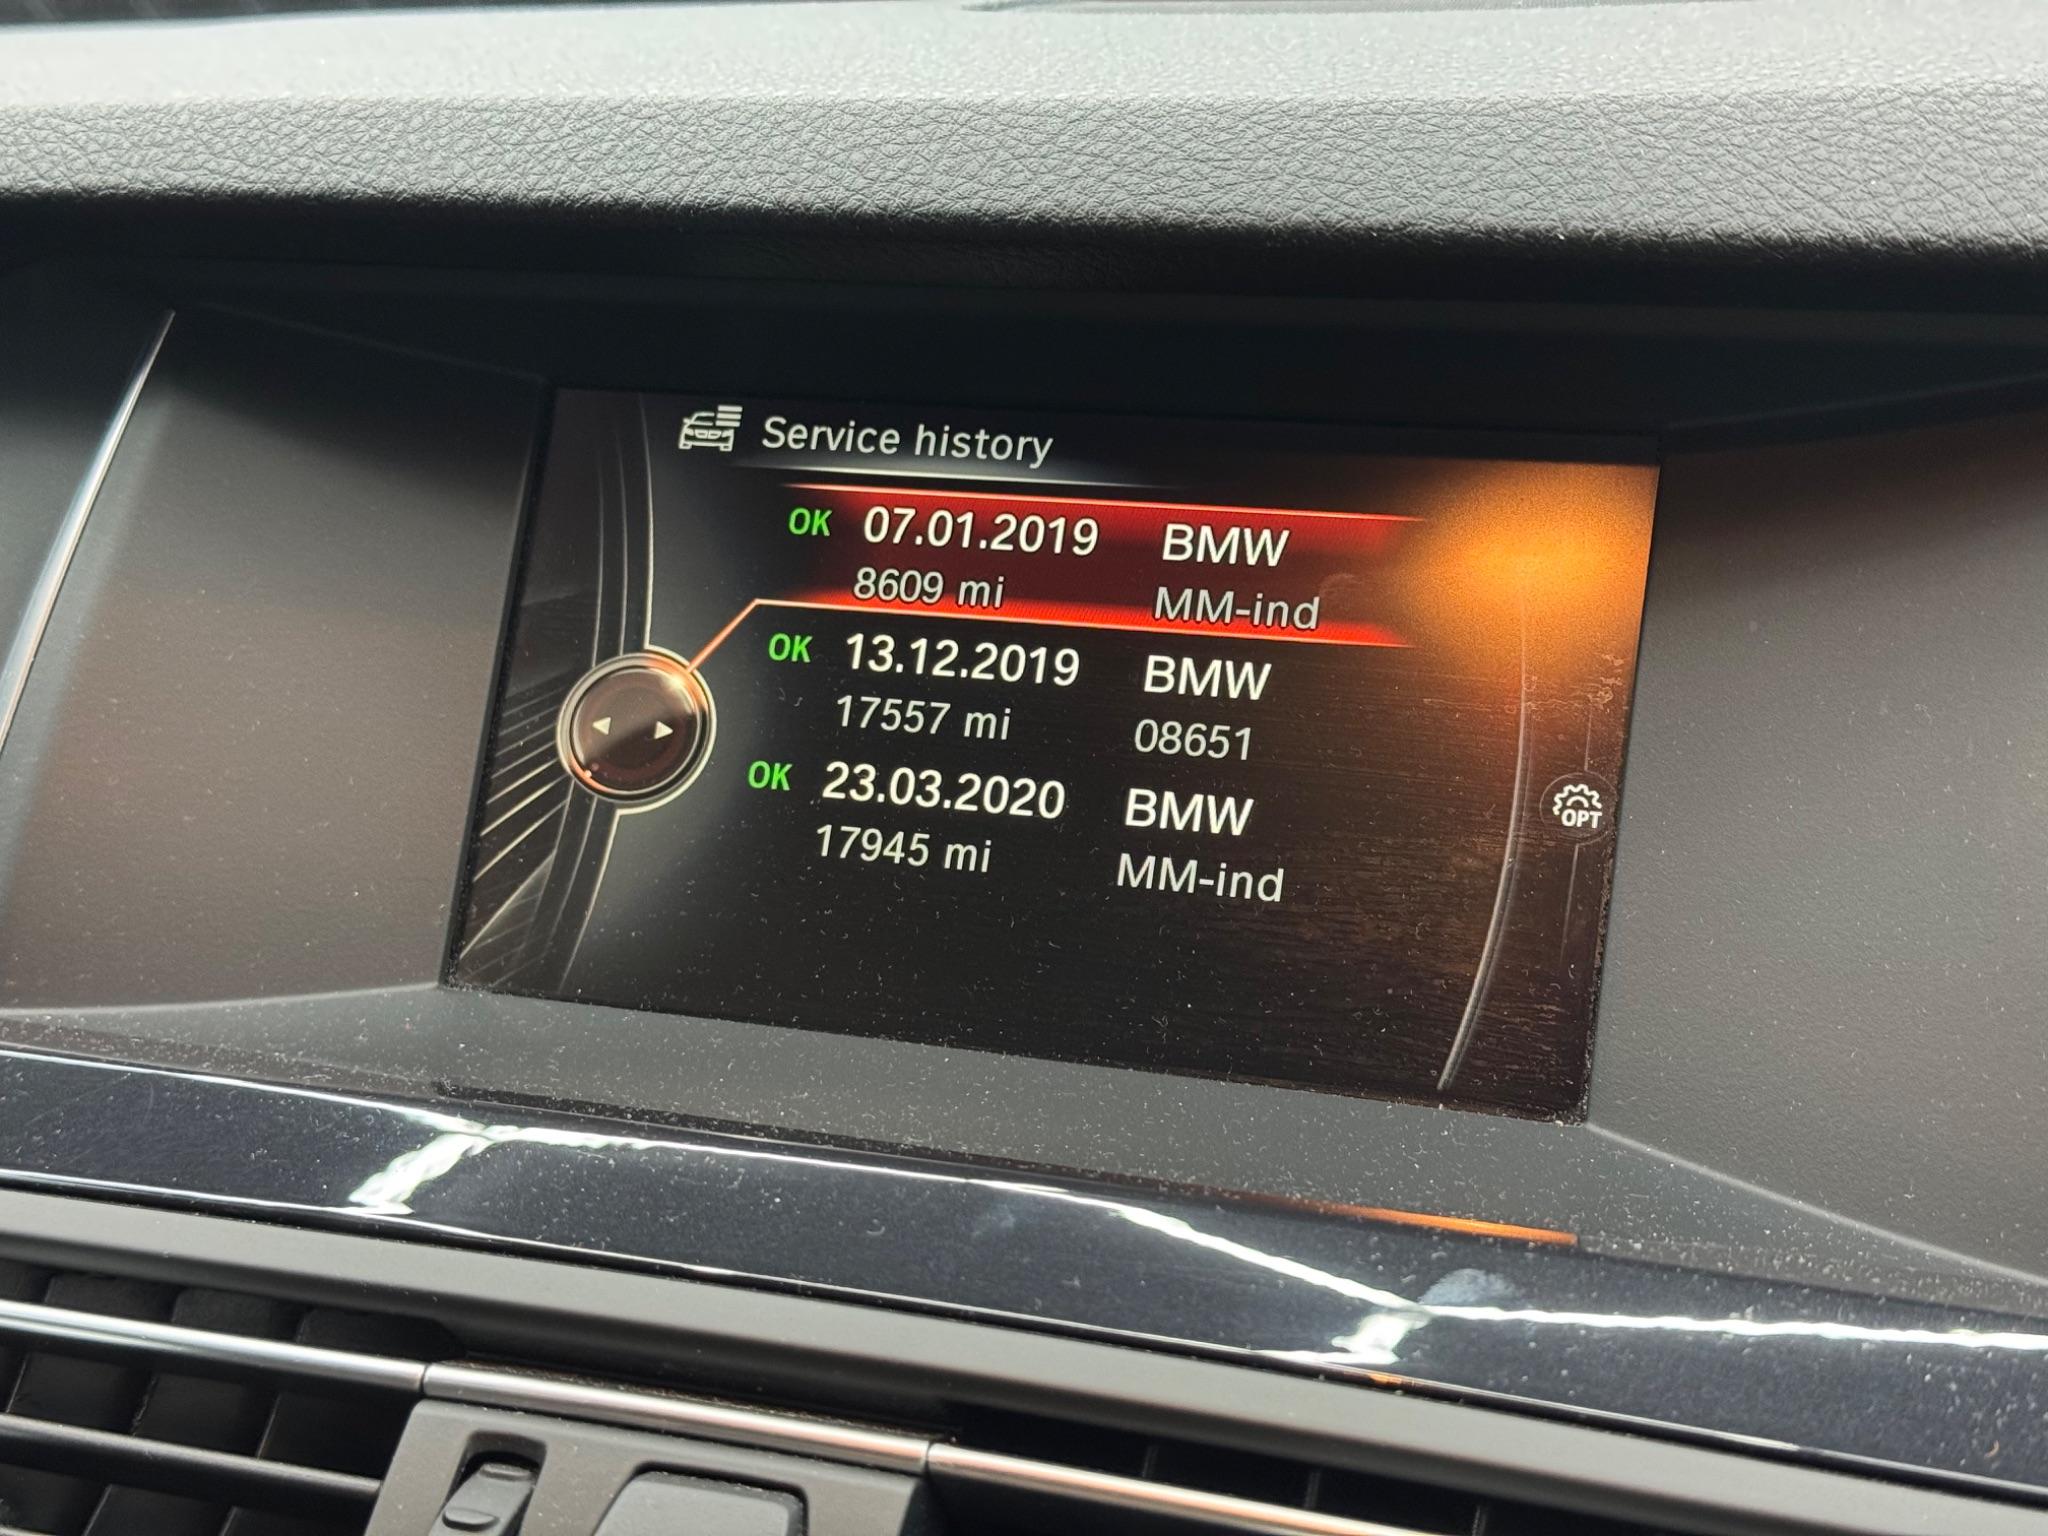 Service history
OK 07.01.2019 BMW
8609 mi MM-ind
OK 13.12.2019 BMW
17557 mi 08651
OK 23.03.2020 BMW
17945 mi MM-ind
OPT